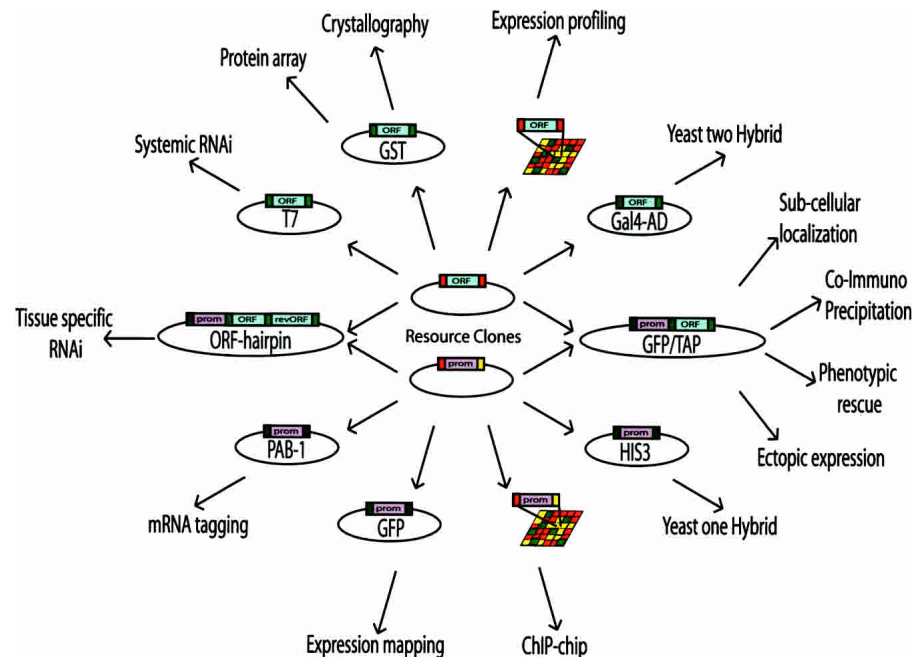 Crystallography
Expression profiling
Protein array
ORF
ORF
GST
Systemic RNAi
Yeast two Hybrid
ORF
T7
ORF
Gal4-AD
Sub-cellular
localization
ORF
Co-Immuno
Precipitation
Tissue specific
RNAi
prom ORF revORF
ORF-hairpin
Resource Clones
prom ORF
GFP/TAP
prom
Phenotypic
rescue
prom
PAB-1
prom
HIS3
Ectopic expression
mRNA tagging
prom
GFP
prom
Yeast one Hybrid
Expression mapping
ChIP-chip